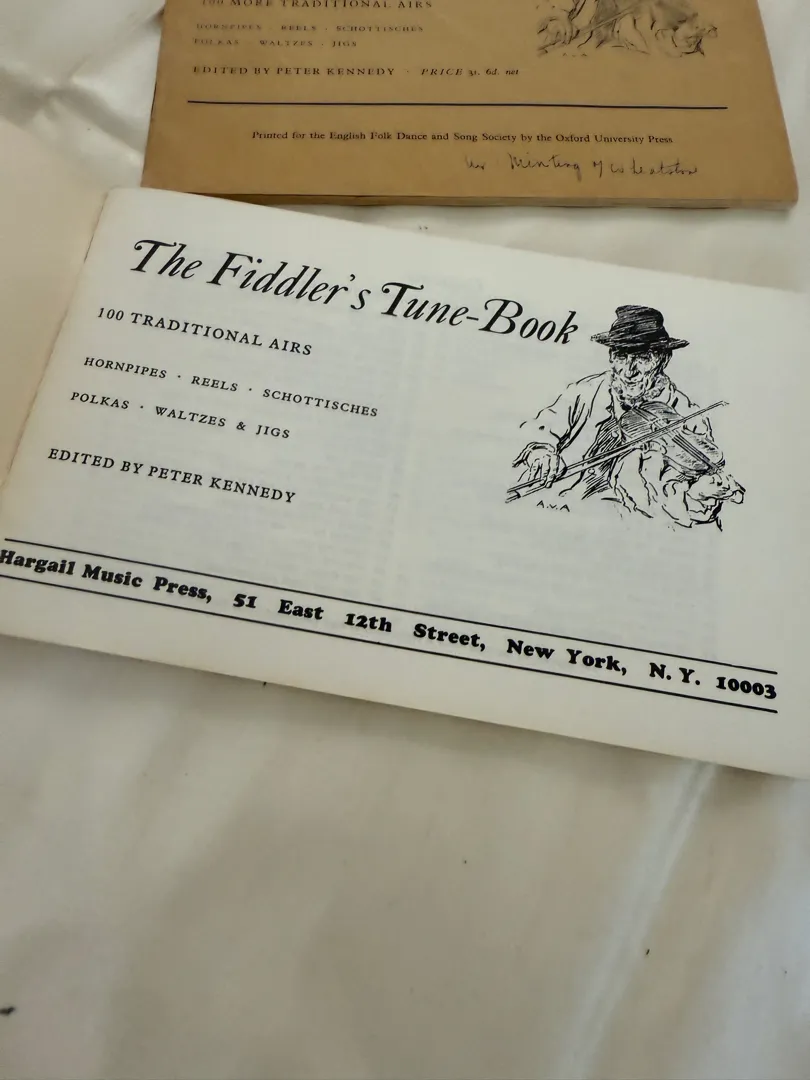 100 MORE TRADITIONAL AIRS
HORNPIPES · REELS · SCHOTTISCHES
POLKAS · WALTZES · JIGS
EDITED BY PETER KENNEDY · PRICE 3s. 6d. net
Printed for the English Folk Dance and Song Society by the Oxford University Press
The Fiddler's Tune-Book
100 TRADITIONAL AIRS
HORNPIPES · REELS · SCHOTTISCHES
POLKAS · WALTZES & JIGS
EDITED BY PETER KENNEDY
A.V.A
Hargail Music Press, 51 East 12th Street, New York, N. Y. 10003